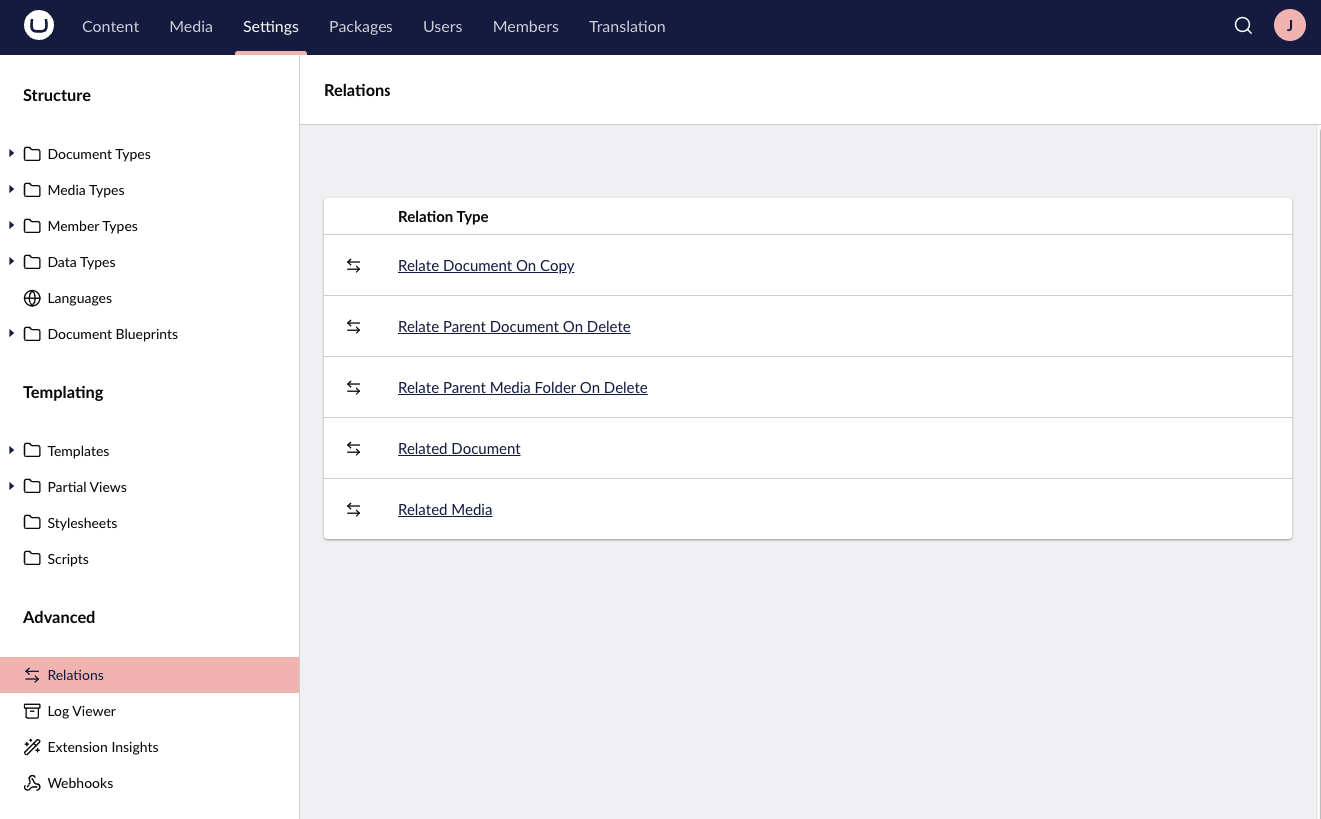 Content Media Settings Packages Users Members Translation J
Structure
Document Types
Media Types
Member Types
Data Types
Languages
Document Blueprints
Templating
Templates
Partial Views
Stylesheets
Scripts
Advanced
Relations
Log Viewer
Extension Insights
Webhooks
Relations
Relation Type
Relate Document On Copy
Relate Parent Document On Delete
Relate Parent Media Folder On Delete
Related Document
Related Media